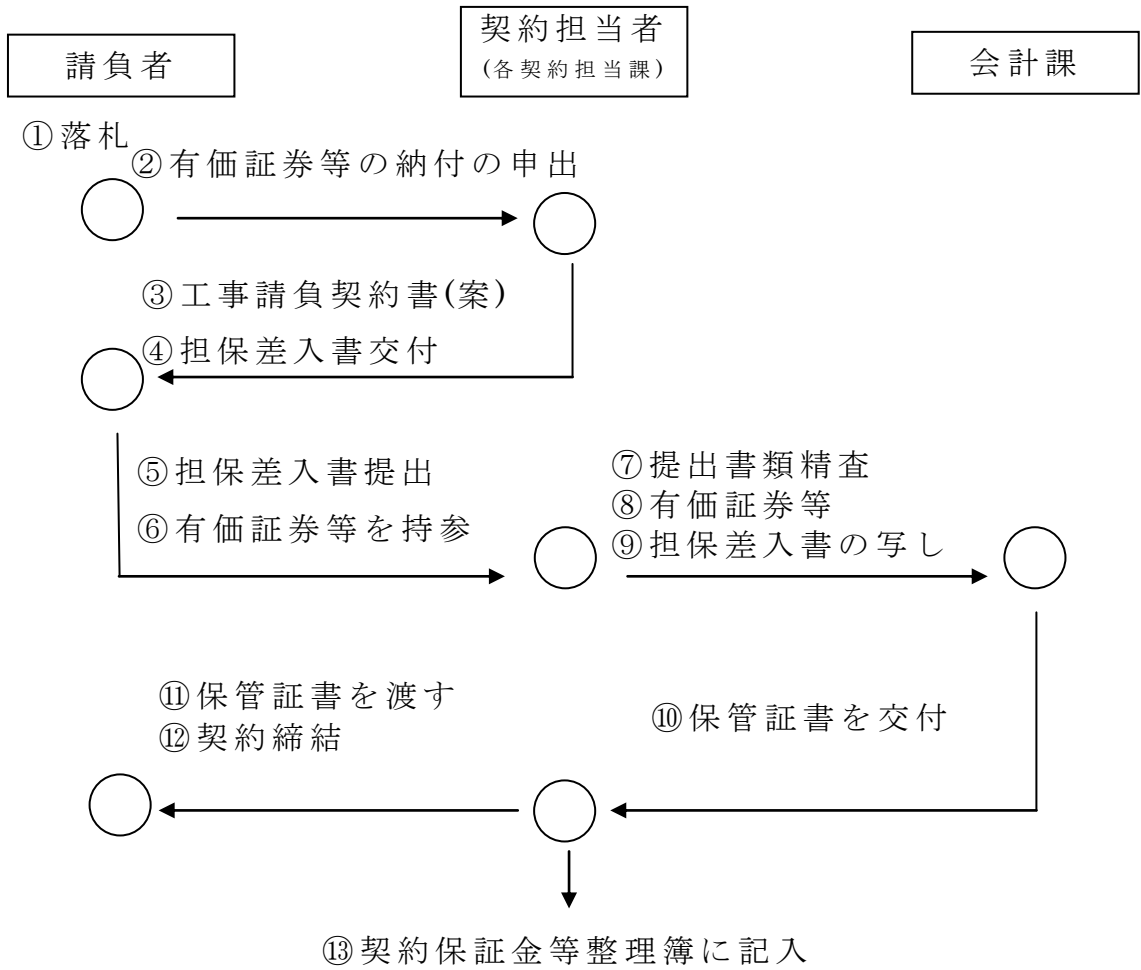 請負者
契約担当者
(各契約担当課)
会計課
①落札
②有価証券等の納付の申出
③工事請負契約書(案)
④担保差入書交付
⑤担保差入書提出
⑥有価証券等を持参
⑦提出書類精査
⑧有価証券等
⑨担保差入書の写し
⑩保管証書を交付
⑪保管証書を渡す
⑫契約締結
⑬契約保証金等整理簿に記入